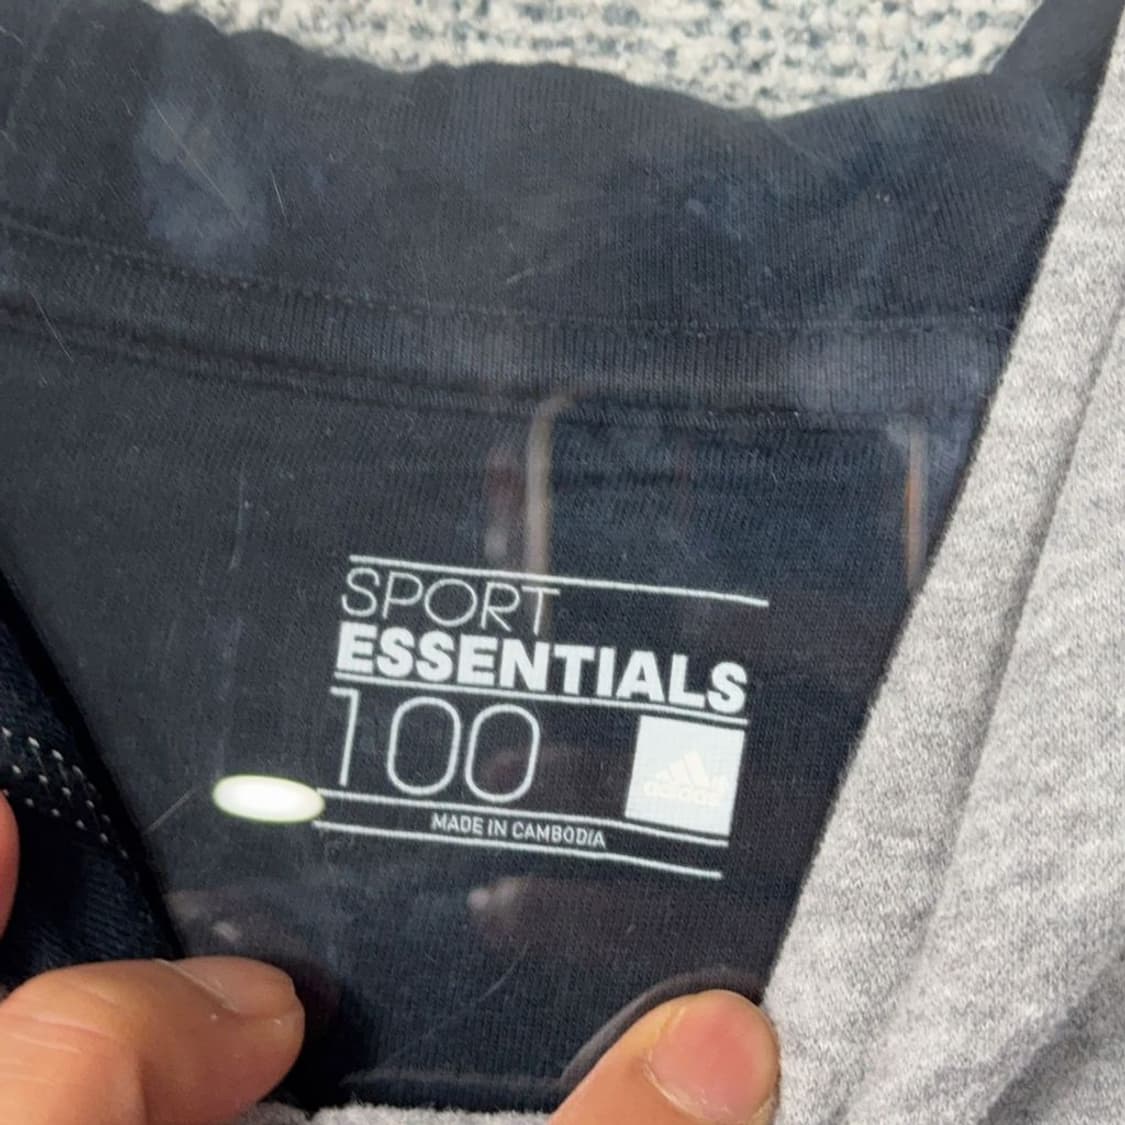 SPORT
ESSENTIALS
100
adidas
MADE IN CAMBODIA